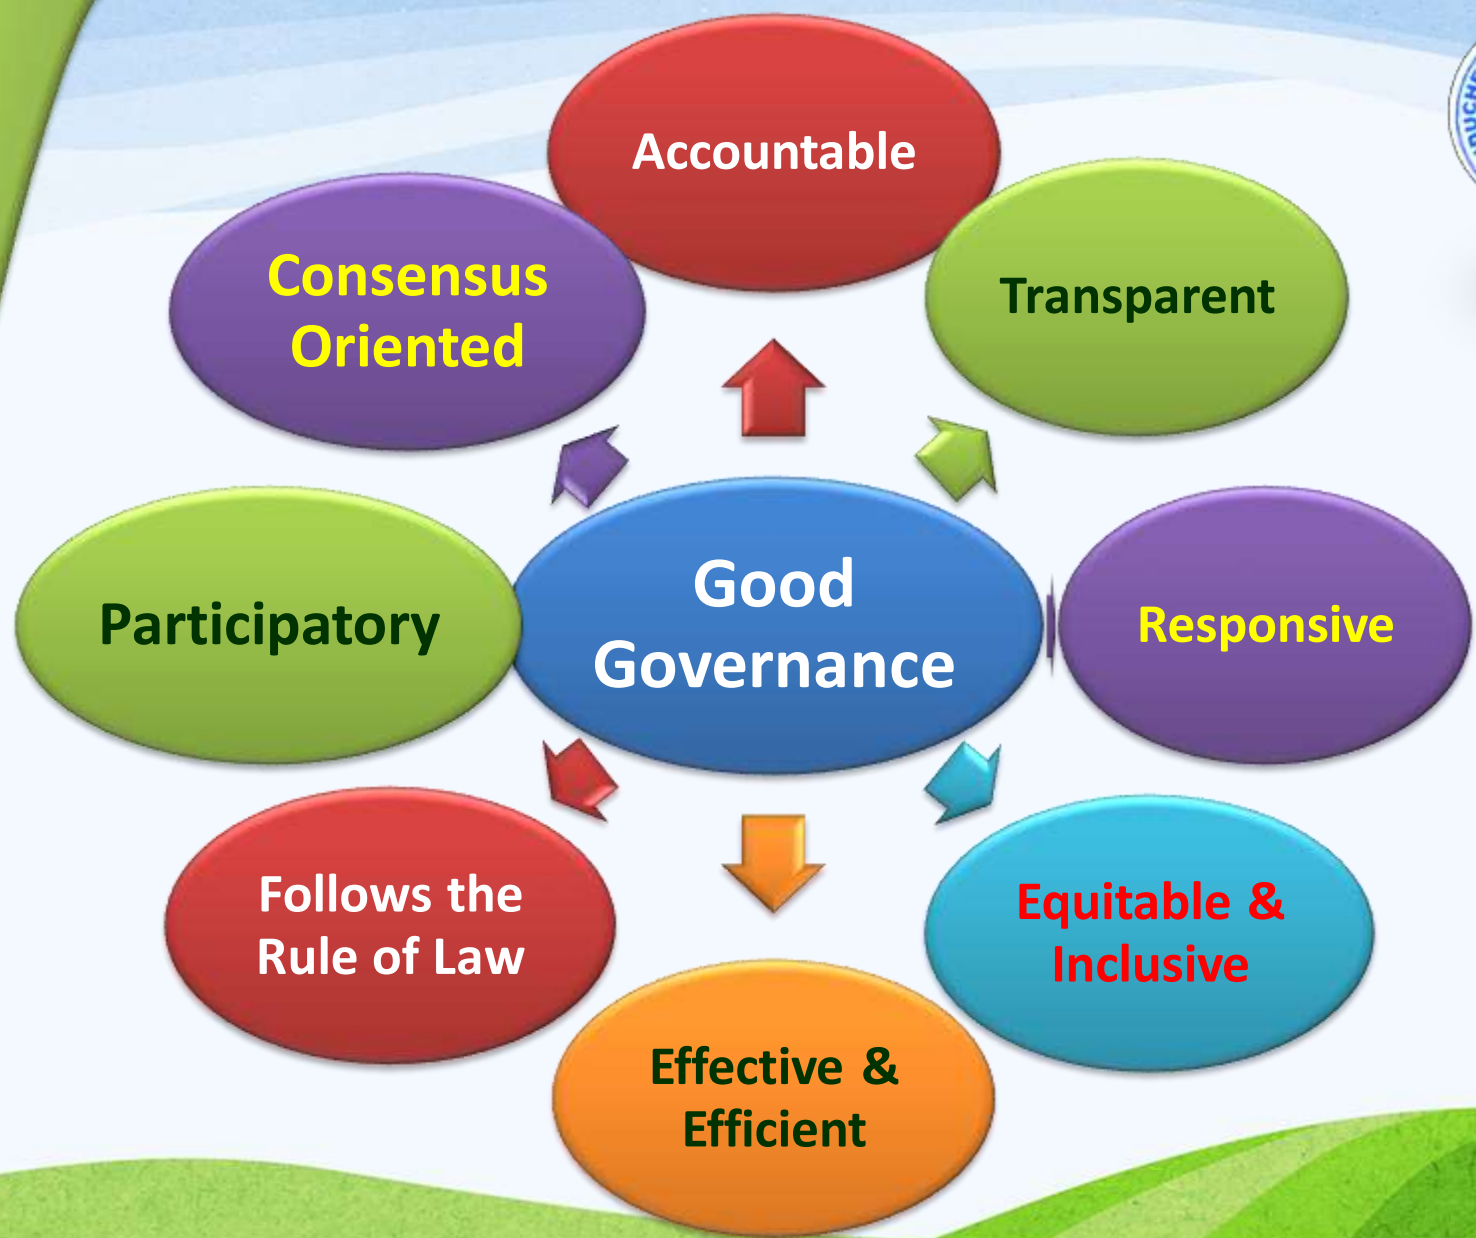 Accountable
Transparent
Consensus
Oriented
Good
Governance
Responsive
Participatory
Equitable &
Inclusive
Follows the
Rule of Law
Effective &
Efficient